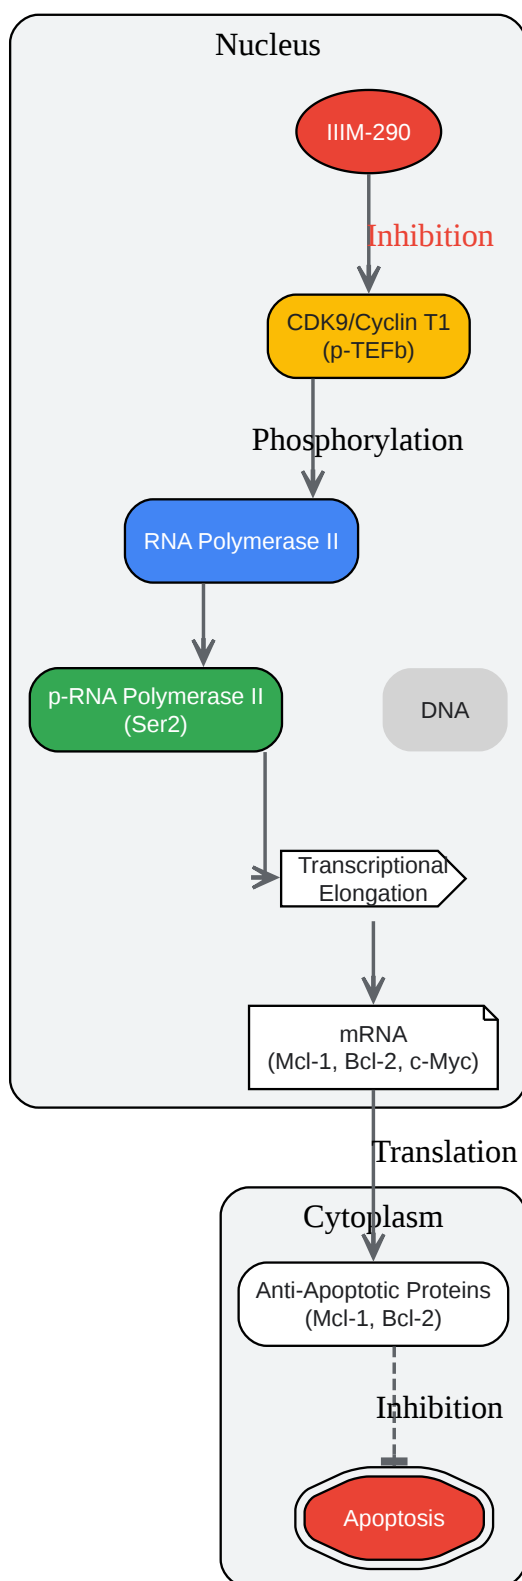 Nucleus
IIIM-290
Inhibition
CDK9/Cyclin T1
(p-TEFb)
Phosphorylation
RNA Polymerase II
p-RNA Polymerase II
(Ser2)
DNA
Transcriptional
Elongation
mRNA
(Mcl-1, Bcl-2, c-Myc)
Translation
Cytoplasm
Anti-Apoptotic Proteins
(Mcl-1, Bcl-2)
Inhibition
Apoptosis